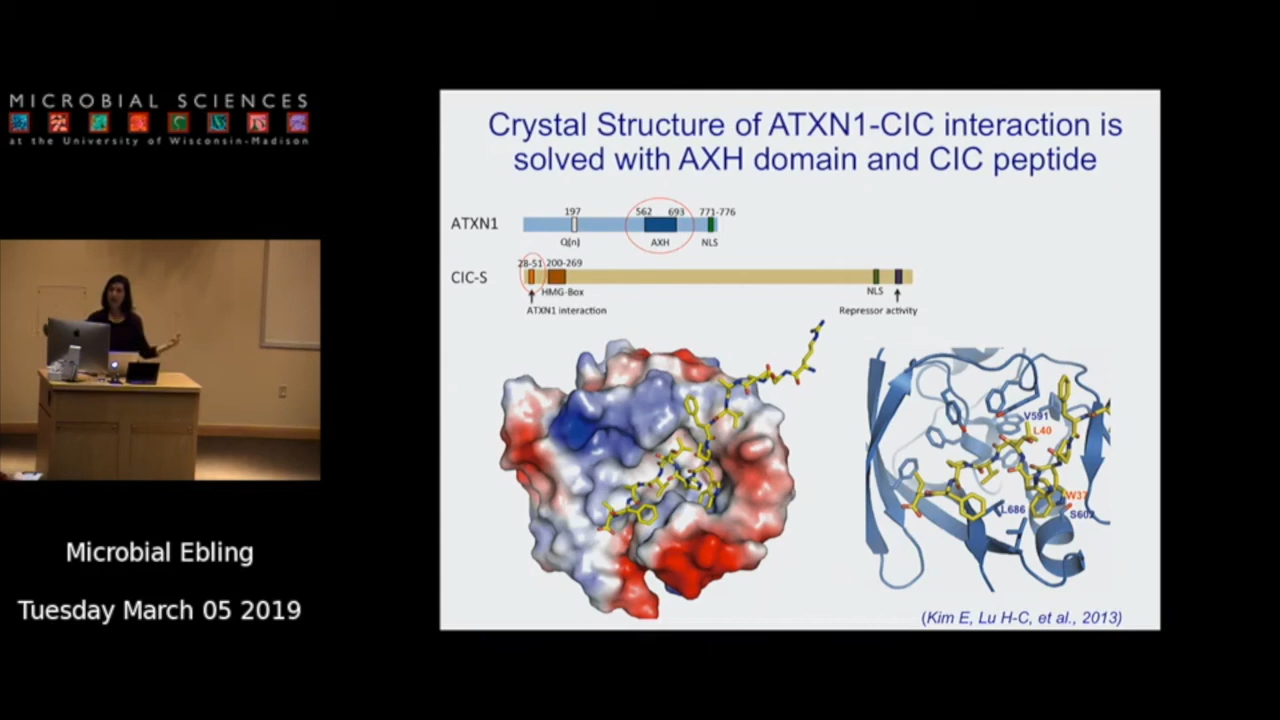 MICROBIAL SCIENCES
at the University of Wisconsin-Madison
Microbial Ebling
Tuesday March 05 2019
Crystal Structure of ATXN1-CIC interaction is
solved with AXH domain and CIC peptide
197 562 693 771-776
ATXN1
Q(n) AXH NLS
28-51 200-269
CIC-S
HMG-Box NLS
ATXN1 interaction Repressor activity
V591
L40
W37
L686 S602
(Kim E, Lu H-C, et al., 2013)